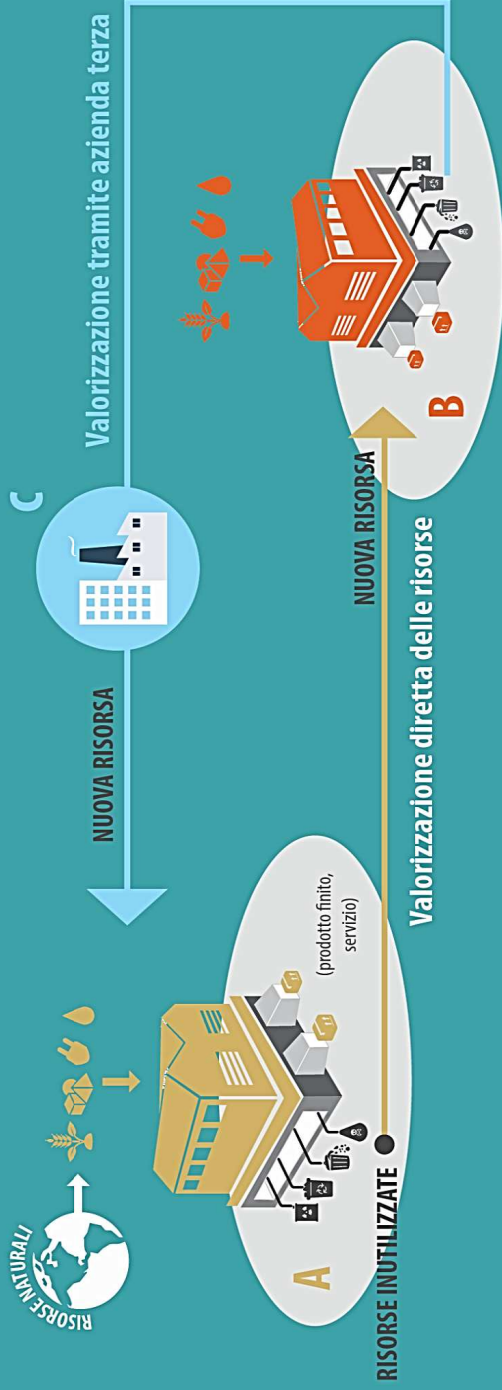 RISORSE NATURALI
NUOVA RISORSA
C
Valorizzazione tramite azienda terza
A
(prodotto finito,
servizio)
RISORSE INUTILIZZATE
NUOVA RISORSA
B
Valorizzazione diretta delle risorse